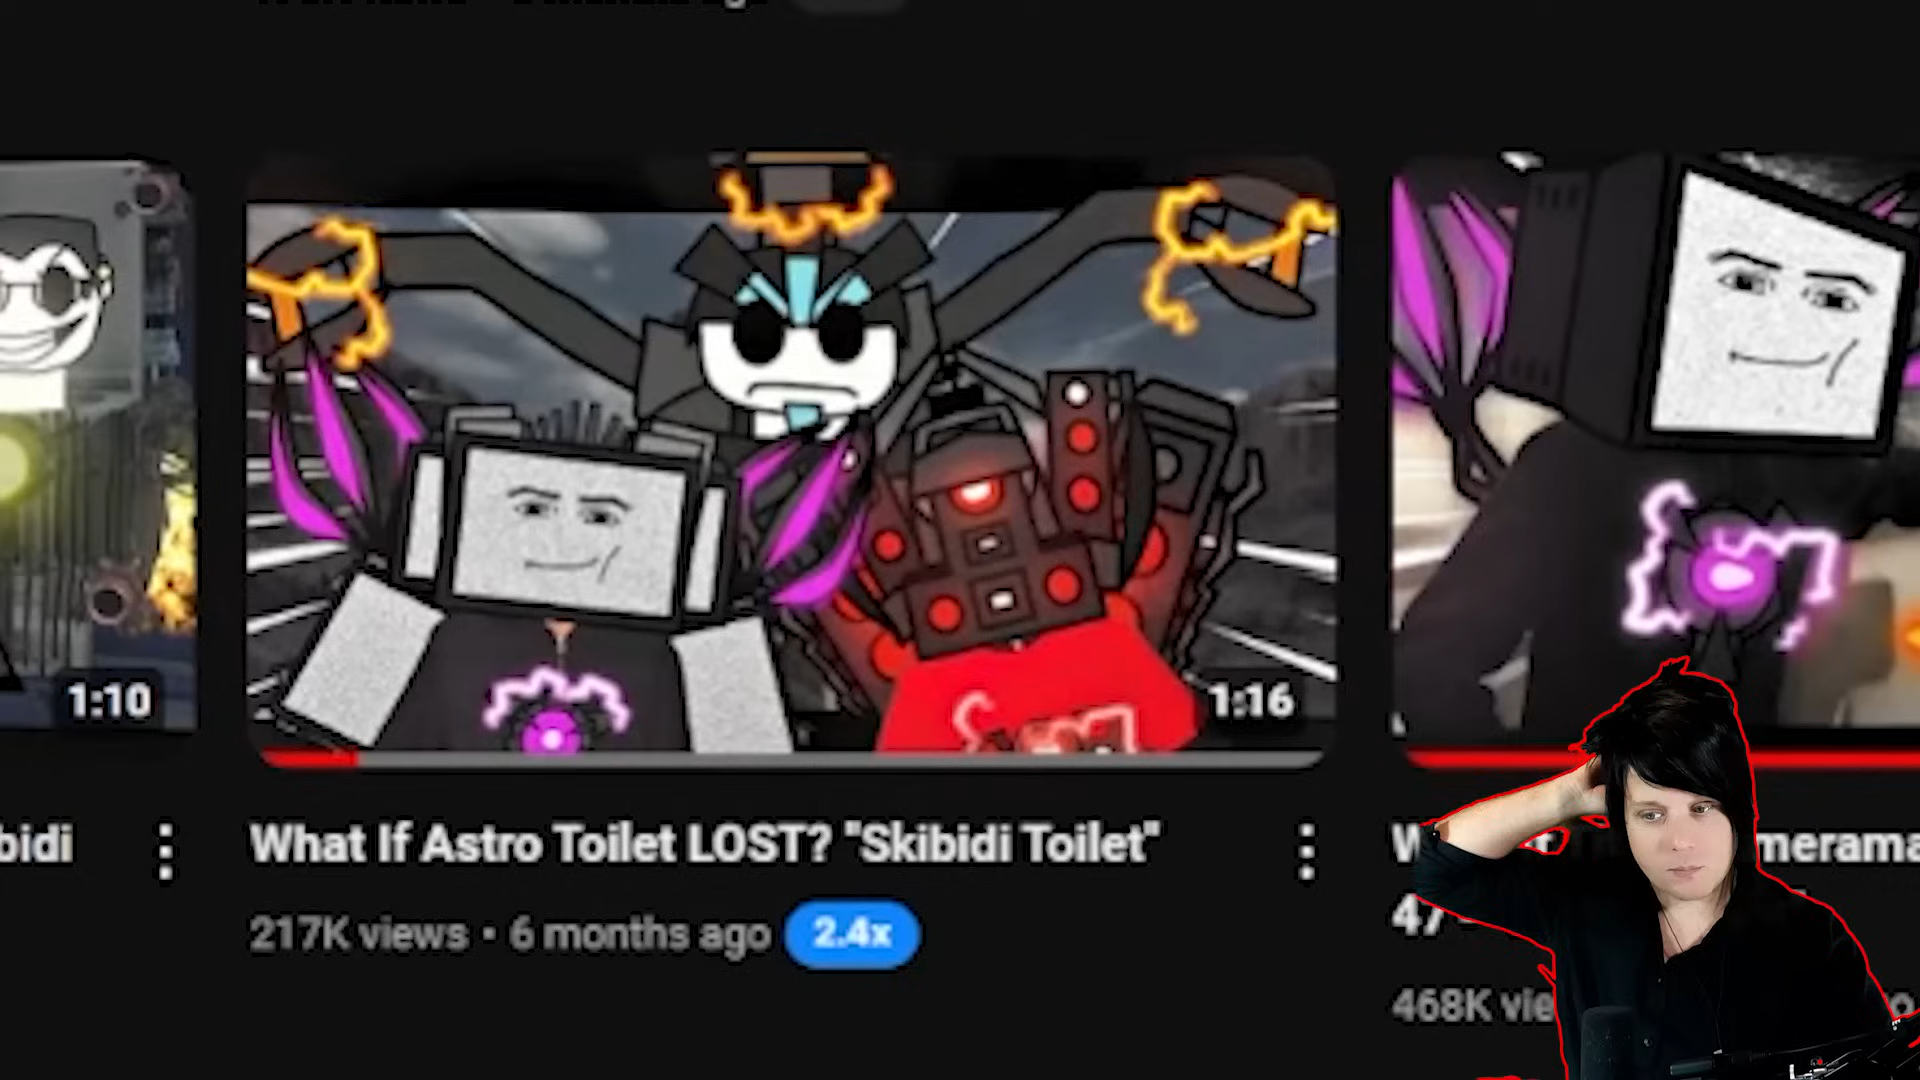 1:10
1:16
bidi
What If Astro Toilet LOST? "Skibidi Toilet"
217K views • 6 months ago 2.4x
merama
47
468K vie